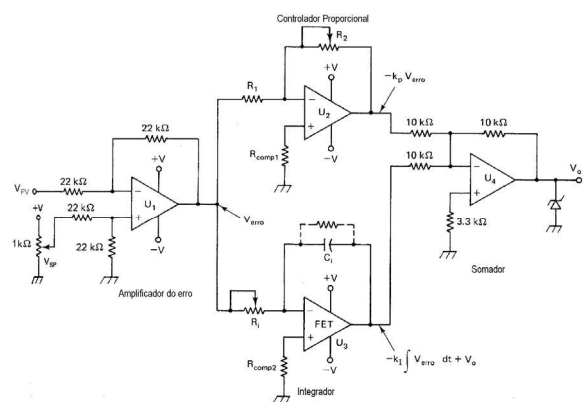 Controlador Proporcional
R₂
+V
−kₚ Verro
R₁
−
U₂
+
−V
Rcomp1
22 kΩ
+V
VPV
22 kΩ
−
U₁
+
+V
22 kΩ
1kΩ
VSP
22 kΩ
−V
Verro
Amplificador do erro
10 kΩ
10 kΩ
10 kΩ
−
U₄
+
Vo
3.3 kΩ
Somador
Cᵢ
+V
Rᵢ
−
FET
+
U₃
−V
Rcomp2
−kI ∫ Verro dt + Vo
Integrador